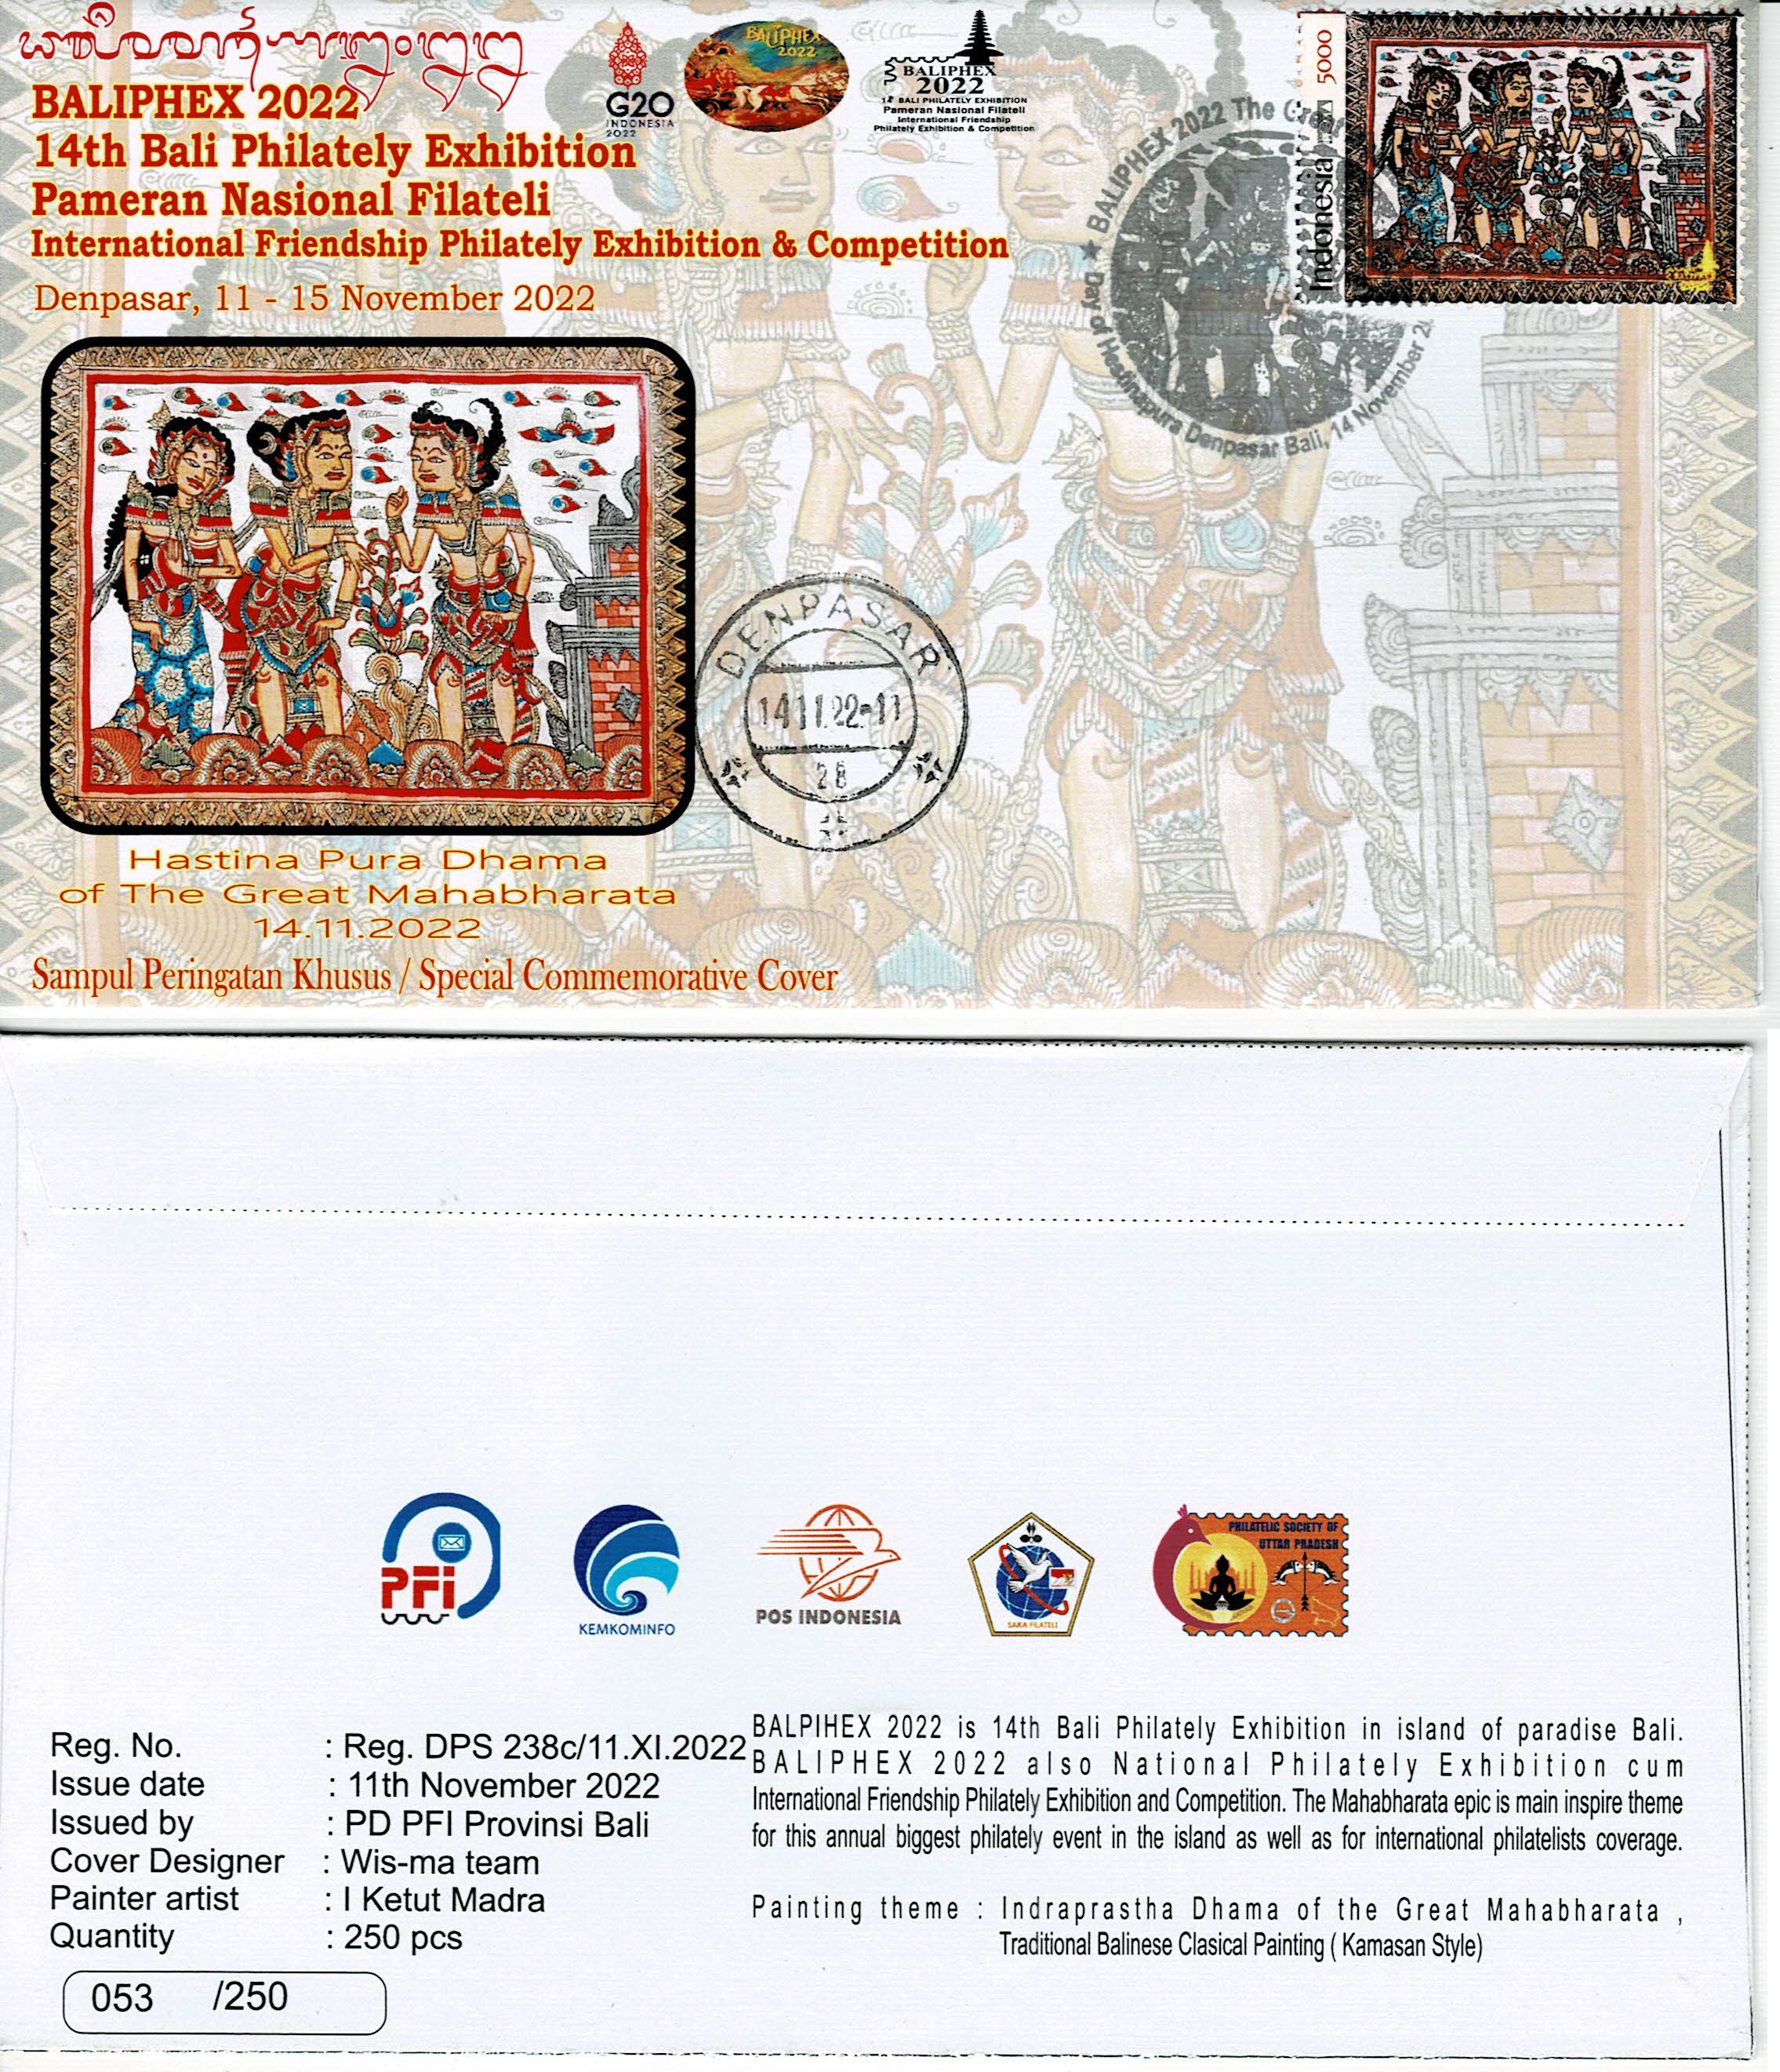 BALIPHEX 2022
14th Bali Philately Exhibition
Pameran Nasional Filateli
International Friendship Philately Exhibition & Competition
Denpasar, 11 - 15 November 2022
G20
INDONESIA
2022
BALIPHEX
2022
BALIPHEX
2022
14 BALI PHILATELY EXHIBITION
Pameran Nasional Filateli
International Friendship
Philately Exhibition & Competition
★ BALIPHEX 2022 The Great
Day of Hastinapura Denpasar Bali, 14 November
5000
Indonesia
DENPASAR
14 11.22-11
28
Hastina Pura Dhama
of The Great Mahabharata
14.11.2022
Sampul Peringatan Khusus / Special Commemorative Cover
PFi
KEMKOMINFO
POS INDONESIA
SAKA FILATELI
PHILATELIC SOCIETY OF
UTTAR PRADESH
Reg. No. : Reg. DPS 238c/11.XI.2022
Issue date : 11th November 2022
Issued by : PD PFI Provinsi Bali
Cover Designer : Wis-ma team
Painter artist : I Ketut Madra
Quantity : 250 pcs
053 /250
BALPIHEX 2022 is 14th Bali Philately Exhibition in island of paradise Bali.
BALIPHEX 2022 also National Philately Exhibition cum
International Friendship Philately Exhibition and Competition. The Mahabharata epic is main inspire theme
for this annual biggest philately event in the island as well as for international philatelists coverage.
Painting theme : Indraprastha Dhama of the Great Mahabharata ,
Traditional Balinese Clasical Painting ( Kamasan Style)